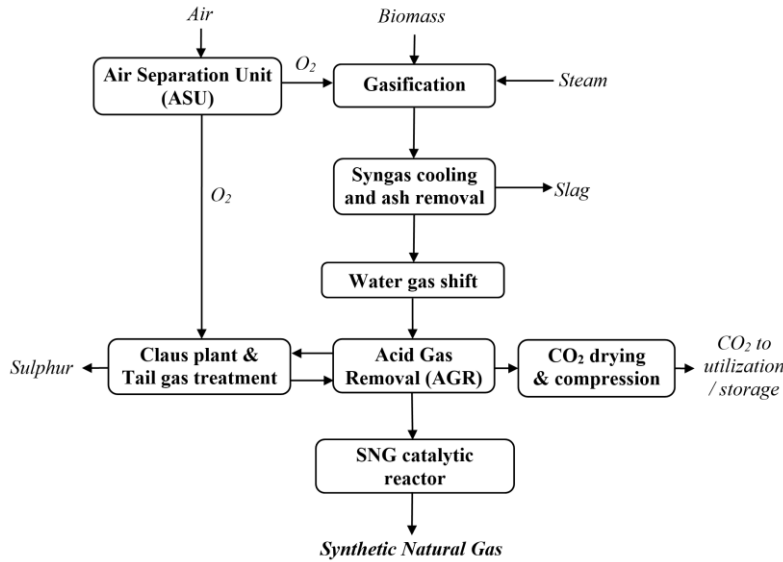 Air
Biomass
Air Separation Unit
(ASU)
O₂
Gasification
Steam
Syngas cooling
and ash removal
Slag
O₂
Water gas shift
Sulphur
Claus plant &
Tail gas treatment
Acid Gas
Removal (AGR)
CO₂ drying
& compression
CO₂ to
utilization
/ storage
SNG catalytic
reactor
Synthetic Natural Gas